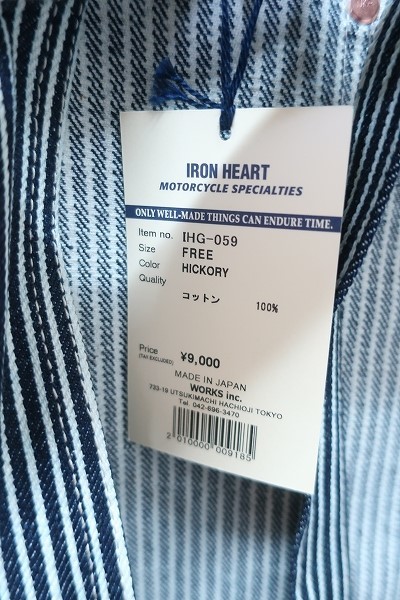 IRON HEART
MOTORCYCLE SPECIALTIES
ONLY WELL-MADE THINGS CAN ENDURE TIME.
Item no. IHG-059
Size FREE
Color HICKORY
Quality
コットン 100%
Price ¥9,000
(TAX EXCLUDED)
MADE IN JAPAN
WORKS inc.
733-18 UTSUKIMACHI HACHIOJI TOKYO
Tel. 042-696-3470
2010000009185